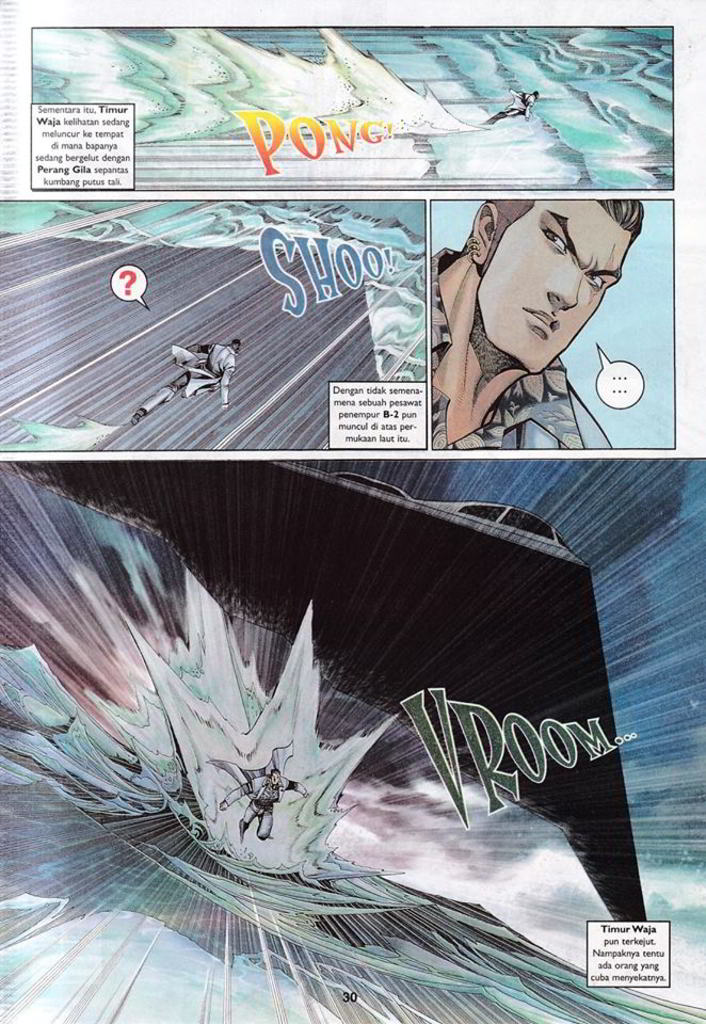 Sementara itu, Timur
Waja kelihatan sedang
meluncur ke tempat
di mana bapanya
sedang bergelut dengan
Perang Gila sepantas
kumbang putus tali.
PONG!
SHOO!
?
Dengan tidak semena-
mena sebuah pesawat
penempur B-2 pun
muncul di atas per-
mukaan laut itu.
...
...
VROOM...
Timur Waja
pun terkejut.
Nampaknya tentu
ada orang yang
cuba menyekatnya.
30